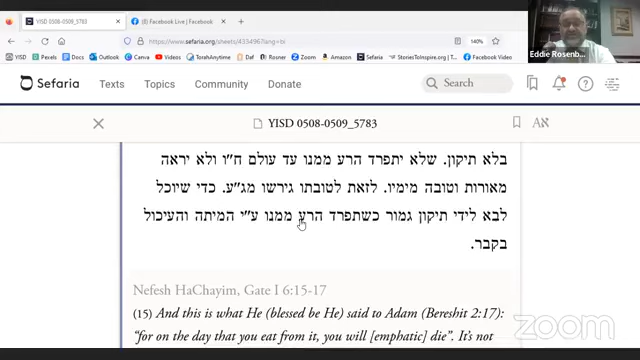 YISD 0508-0509_5783
(8) Facebook Live | Facebook
https://www.sefaria.org/sheets/433496?lang=bi
140%
YISD
Pesach
Outlook
Canva
Videos
TorahAnytime
Dr
Rosner
Zoom
Amazon
Sefaria
StoriesToInspire.org
Facebook Video
Eddie Rosenb...
Sefaria
Texts
Topics
Community
Donate
Search
YISD 0508-0509_5783
בלא תיקון. שלא יתפרד הרע ממנו עד עולם ח"ו ולא יראה
מאורות וטובה מימיו. לזאת לטובתו גירשו מג"ע. כדי שיוכל
לבא לידי תיקון גמור כשתפרד הרע ממנו ע"י המיתה והעיכול
בקבר.
Nefesh HaChayim, Gate I 6:15-17
(15) And this is what He (blessed be He) said to Adam (Bereshit 2:17):
“for on the day that you eat from it, you will [emphatic] die”. It’s not
zoom